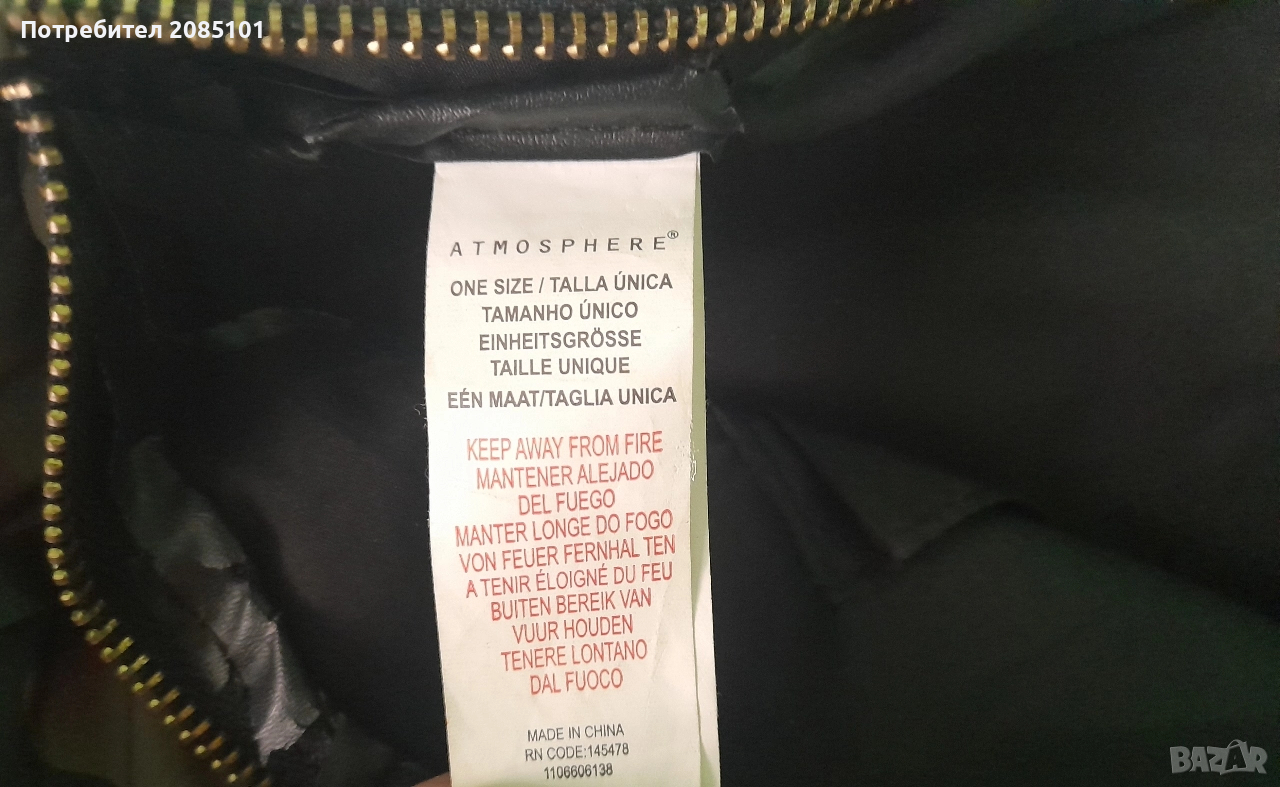 Потребител 2085101
ATMOSPHERE®
ONE SIZE / TALLA ÚNICA
TAMANHO ÚNICO
EINHEITSGRÖSSE
TAILLE UNIQUE
EÉN MAAT/TAGLIA UNICA
KEEP AWAY FROM FIRE
MANTENER ALEJADO
DEL FUEGO
MANTER LONGE DO FOGO
VON FEUER FERNHAL TEN
A TENIR ÉLOIGNÉ DU FEU
BUITEN BEREIK VAN
VUUR HOUDEN
TENERE LONTANO
DAL FUOCO
MADE IN CHINA
RN CODE:145478
1106606138
BAZAR